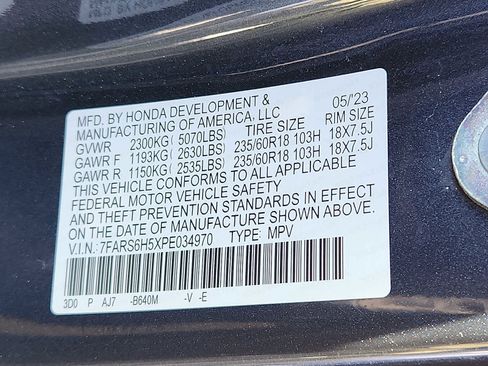 MFD. BY HONDA DEVELOPMENT & 05/'23
MANUFACTURING OF AMERICA, LLC
GVWR 2300KG ( 5070LBS) TIRE SIZE RIM SIZE
GAWR F 1193KG ( 2630LBS) 235/60R18 103H 18X7.5J
GAWR R 1150KG ( 2535LBS) 235/60R18 103H 18X7.5J
THIS VEHICLE CONFORMS TO ALL APPLICABLE
FEDERAL MOTOR VEHICLE SAFETY
AND THEFT PREVENTION STANDARDS IN EFFECT
ON THE DATE OF MANUFACTURE SHOWN ABOVE.
V.I.N.: 7FARS6H5XPE034970 TYPE: MPV
3D0 P AJ7 -B640M -V -E